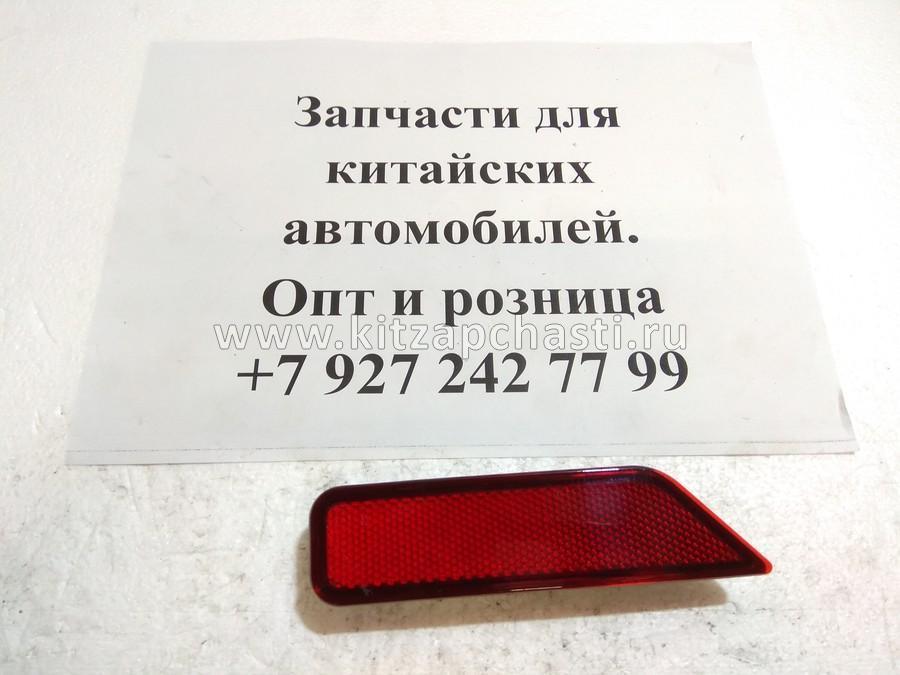 Запчасти для
китайских
автомобилей.
Опт и розница
www.kitzapchasti.ru
+7 927 242 77 99